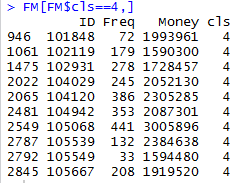 > FM[FM$cls==4,]
ID Freq Money cls
946 101848 72 1993961 4
1061 102119 179 1590300 4
1475 102931 278 1728457 4
2022 104029 245 2052130 4
2065 104120 386 2305285 4
2481 104942 353 2087301 4
2549 105068 441 3005896 4
2787 105539 132 2384638 4
2792 105549 33 1594480 4
2845 105667 208 1919520 4